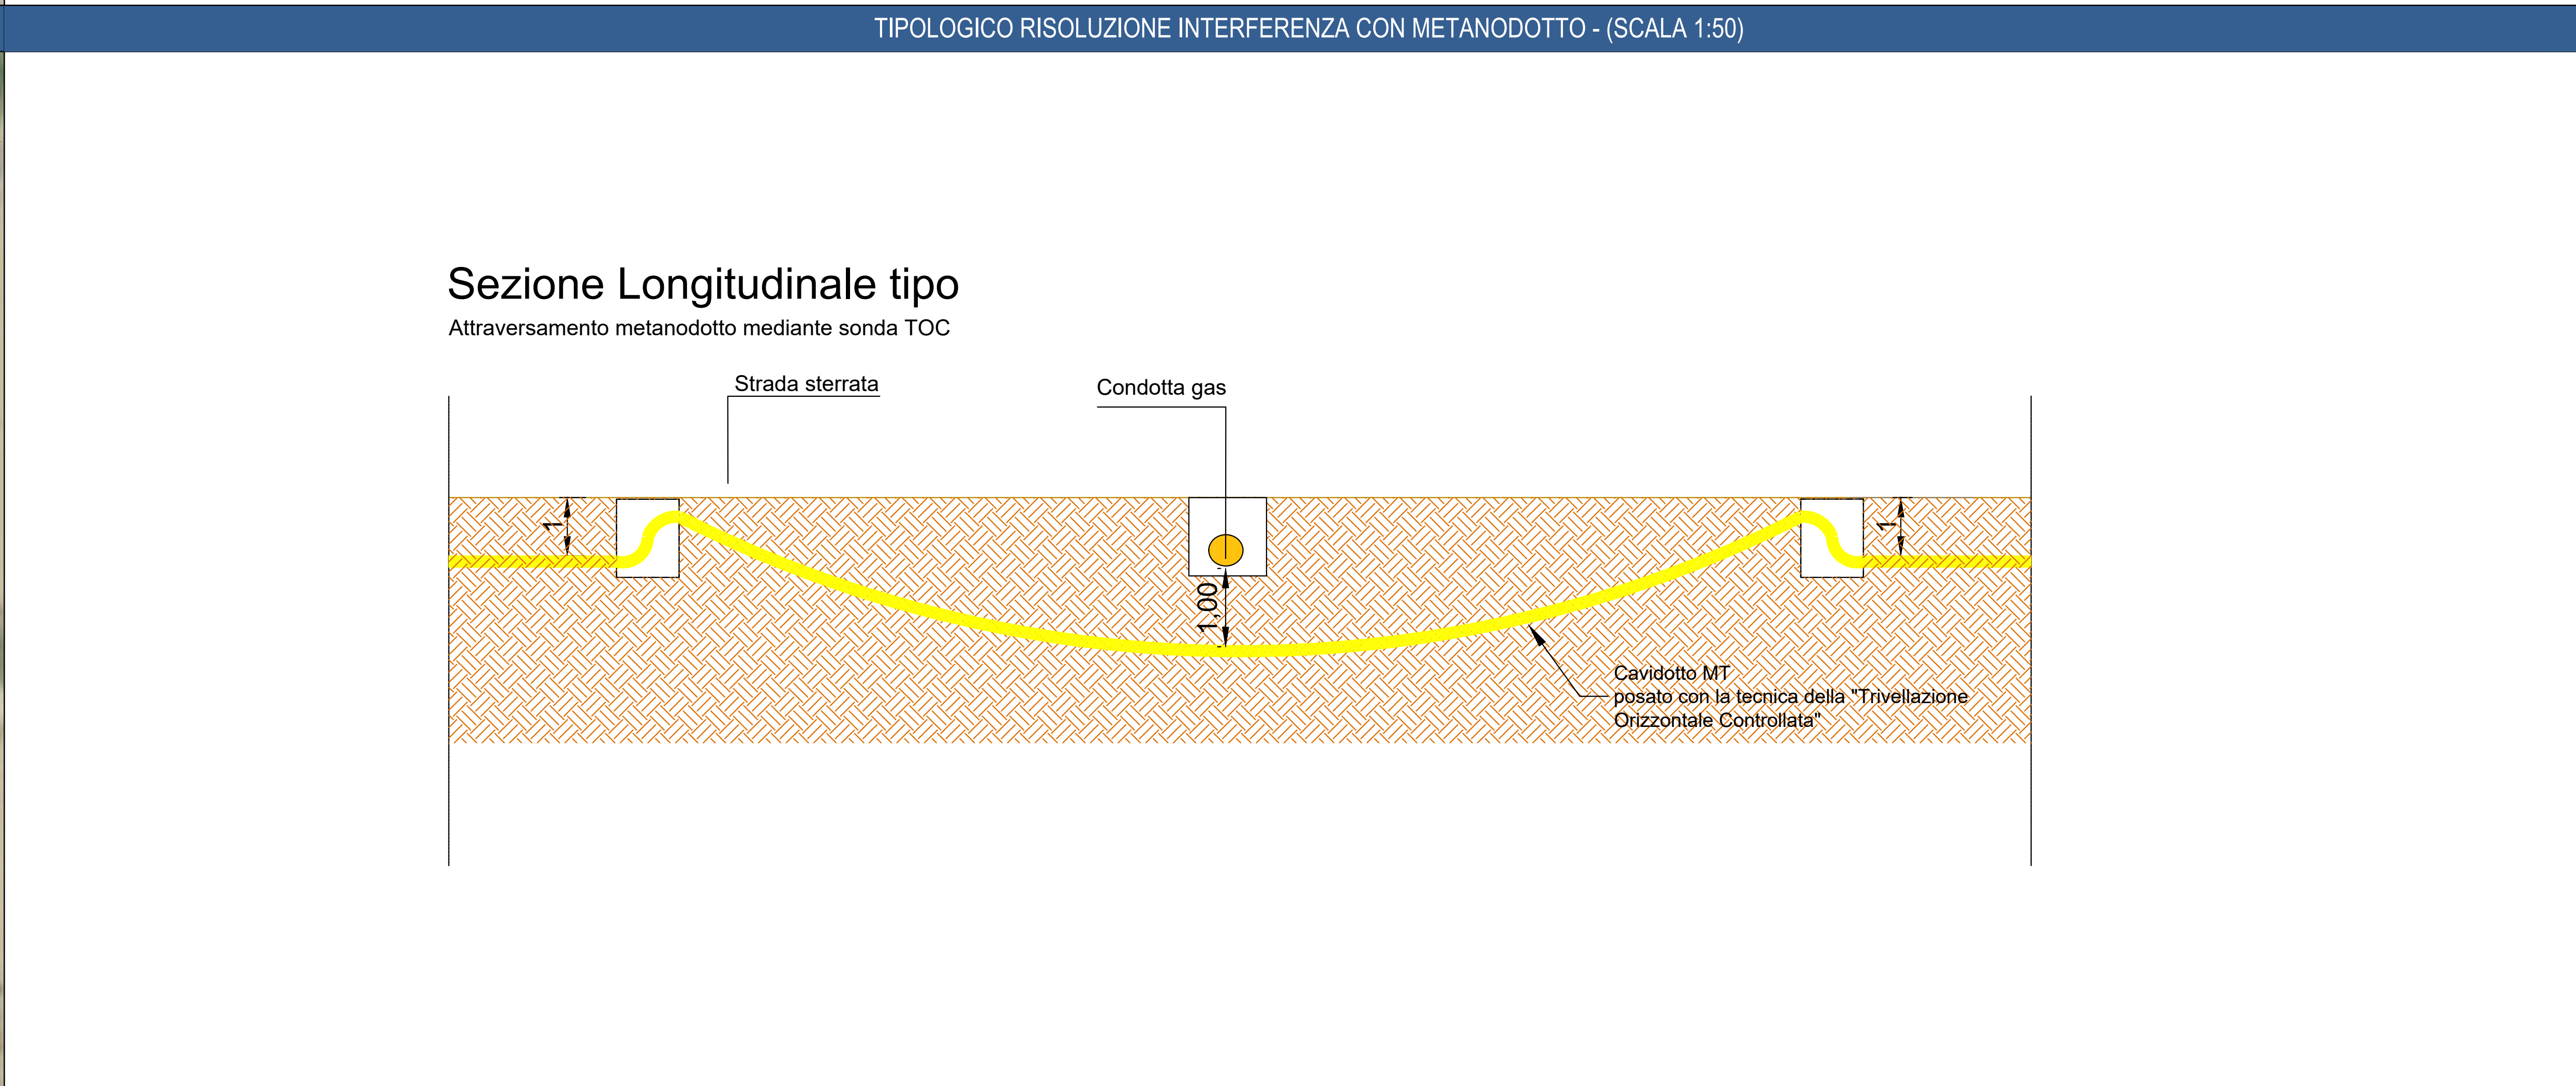 TIPOLOGICO RISOLUZIONE INTERFERENZA CON METANODOTTO - (SCALA 1:50)
Sezione Longitudinale tipo
Attraversamento metanodotto mediante sonda TOC
Strada sterrata
Condotta gas
1
1
1,00
Cavidotto MT
posato con la tecnica della "Trivellazione
Orizzontale Controllata"